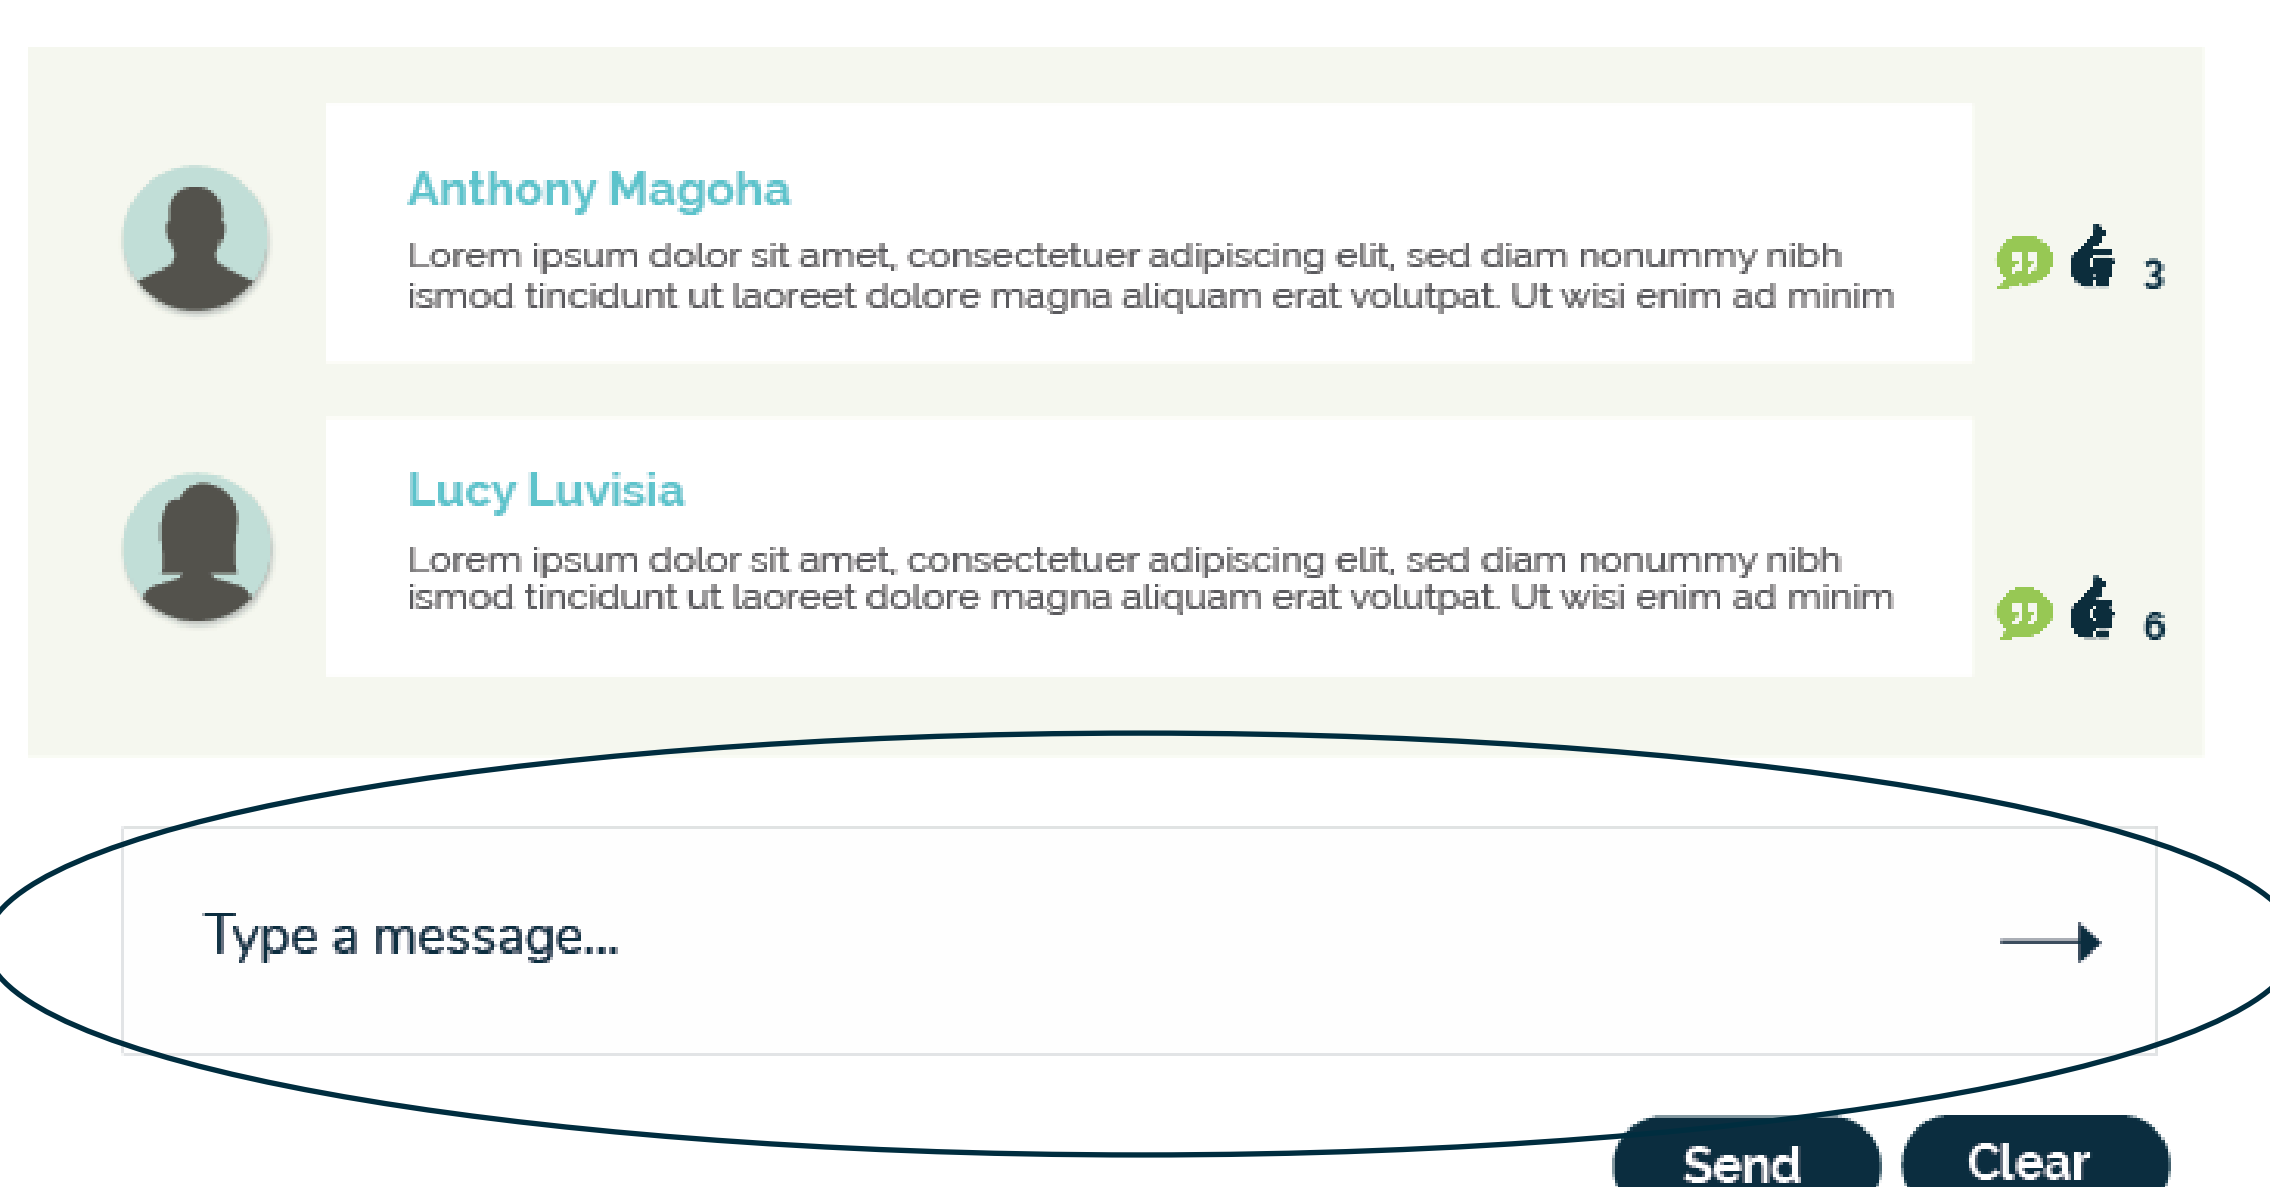 Anthony Magoha
Lorem ipsum dolor sit amet, consectetuer adipiscing elit, sed diam nonummy nibh
ismod tincidunt ut laoreet dolore magna aliquam erat volutpat. Ut wisi enim ad minim
3
Lucy Luvisia
Lorem ipsum dolor sit amet, consectetuer adipiscing elit, sed diam nonummy nibh
ismod tincidunt ut laoreet dolore magna aliquam erat volutpat. Ut wisi enim ad minim
6
Type a message...
Send Clear